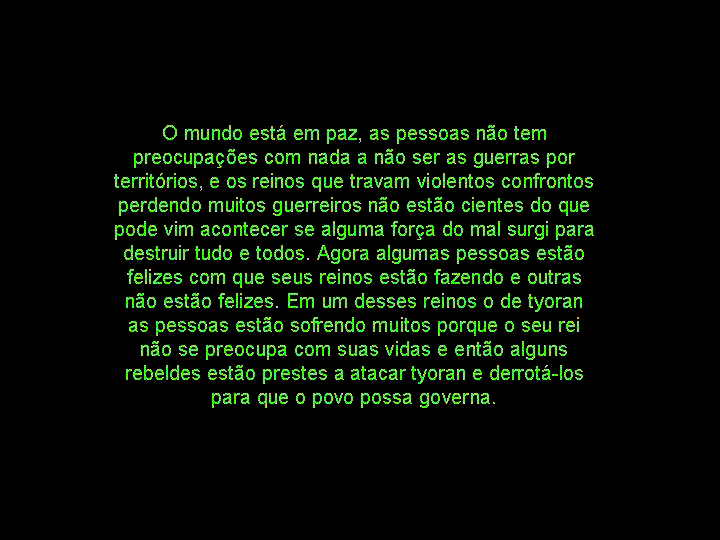 O mundo está em paz, as pessoas não tem
preocupações com nada a não ser as guerras por
territórios, e os reinos que travam violentos confrontos
perdendo muitos guerreiros não estão cientes do que
pode vim acontecer se alguma força do mal surgi para
destruir tudo e todos. Agora algumas pessoas estão
felizes com que seus reinos estão fazendo e outras
não estão felizes. Em um desses reinos o de tyoran
as pessoas estão sofrendo muitos porque o seu rei
não se preocupa com suas vidas e então alguns
rebeldes estão prestes a atacar tyoran e derrotá-los
para que o povo possa governa.